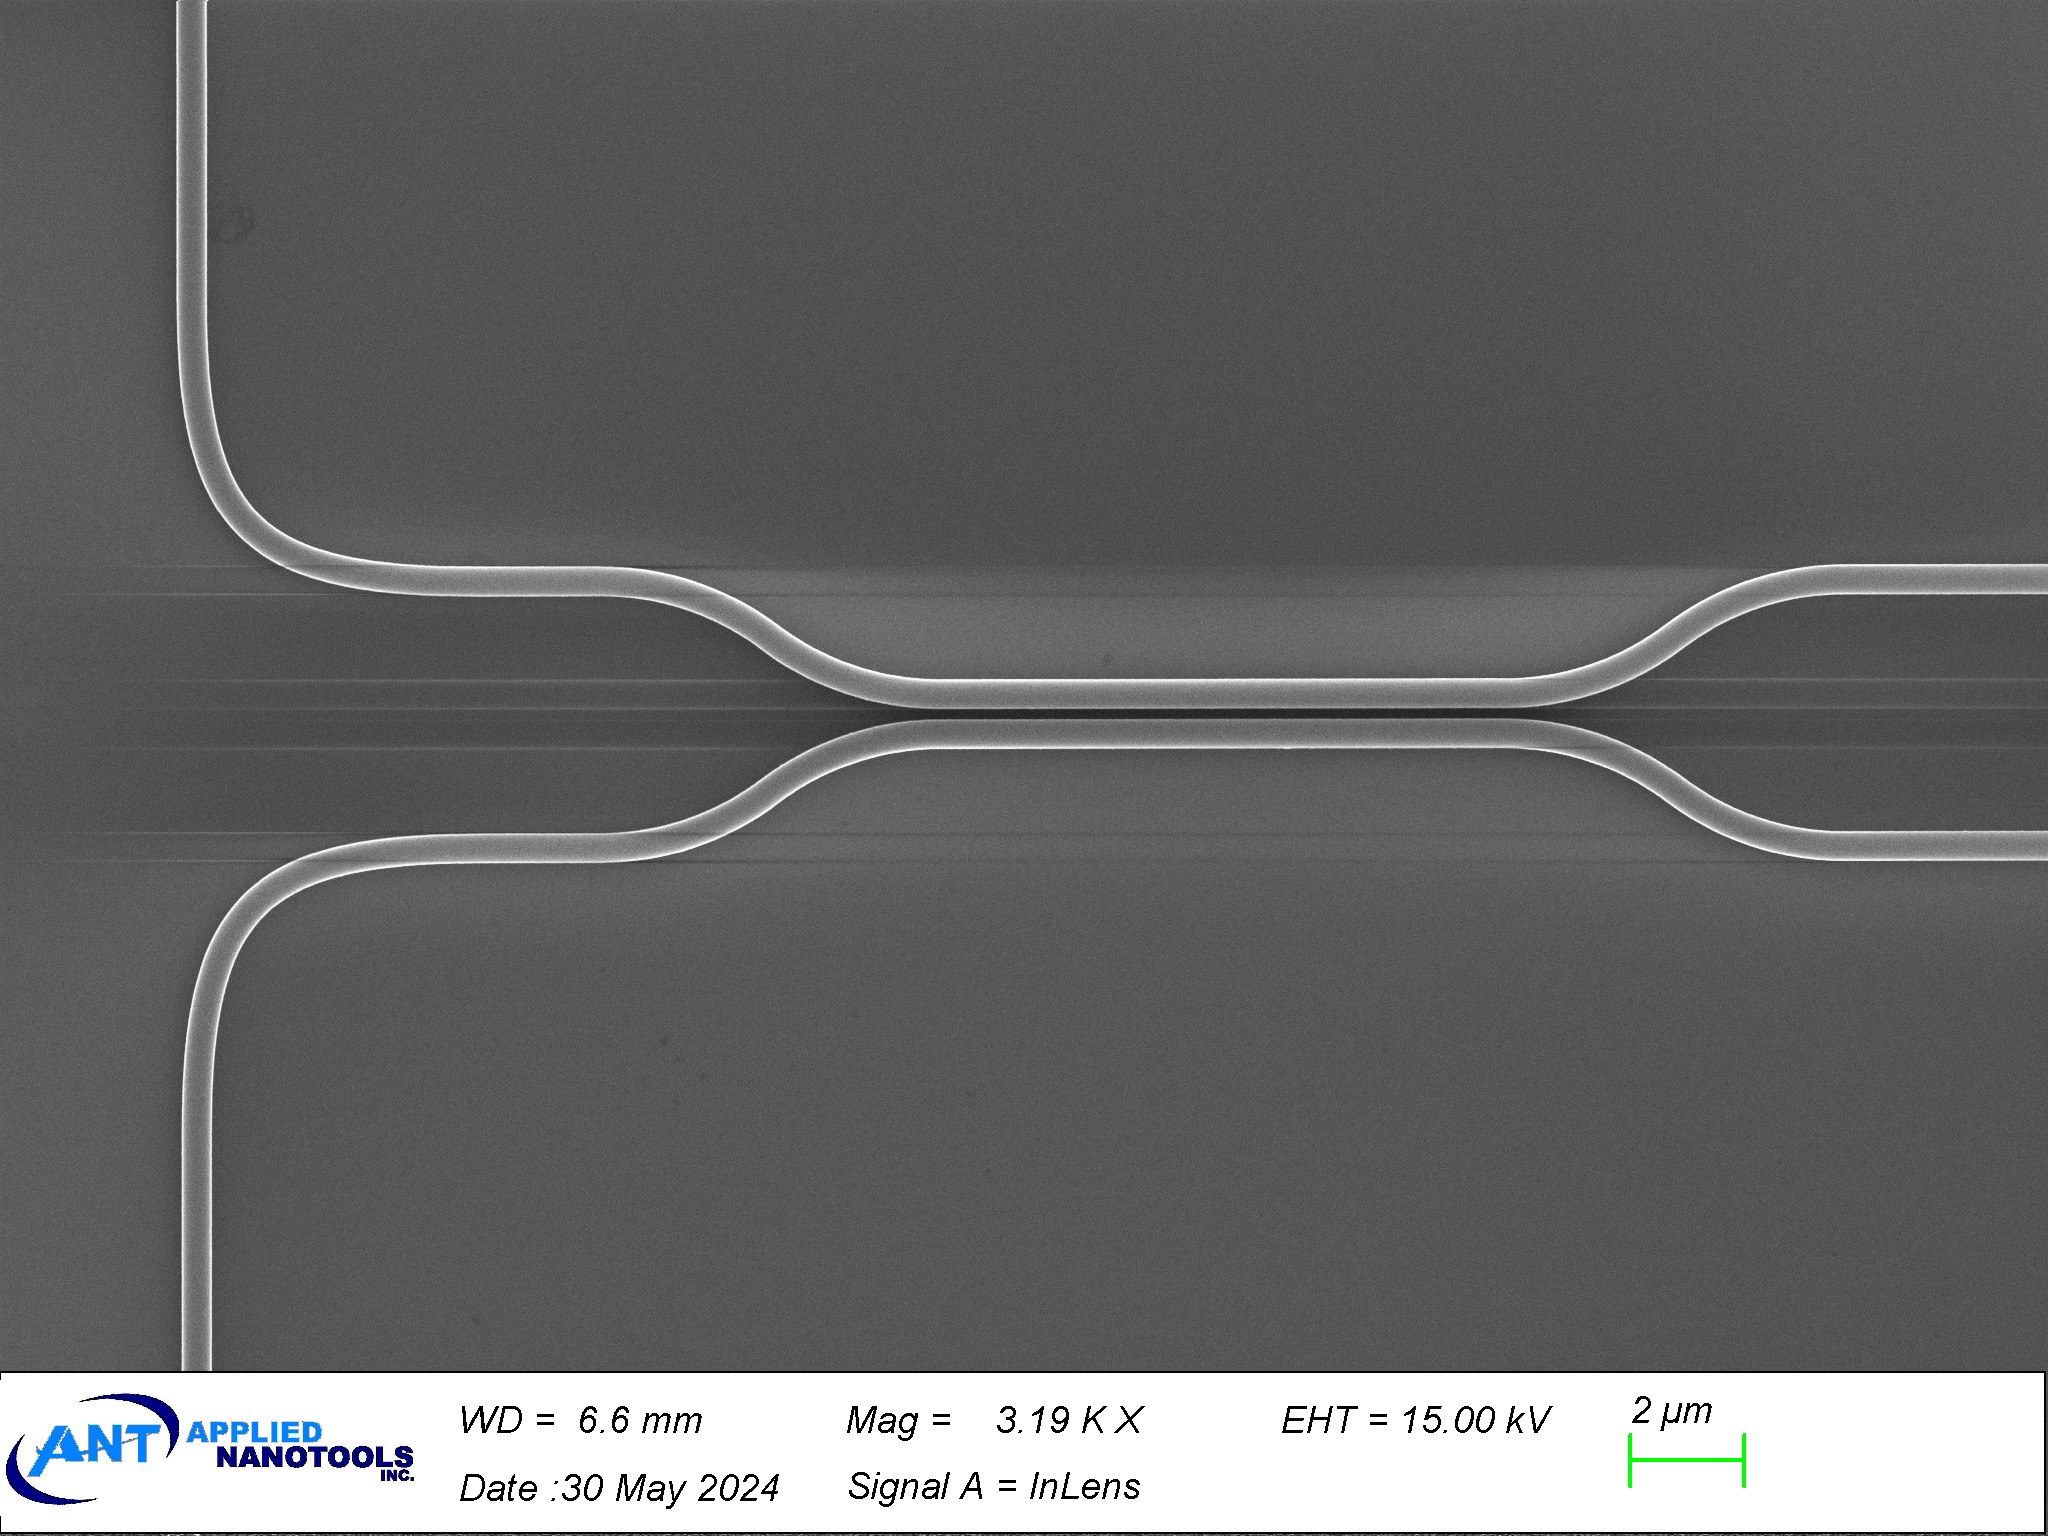 ANT APPLIED
NANOTOOLS
INC.
WD = 6.6 mm
Mag = 3.19 K X
EHT = 15.00 kV
2 µm
Date :30 May 2024
Signal A = InLens